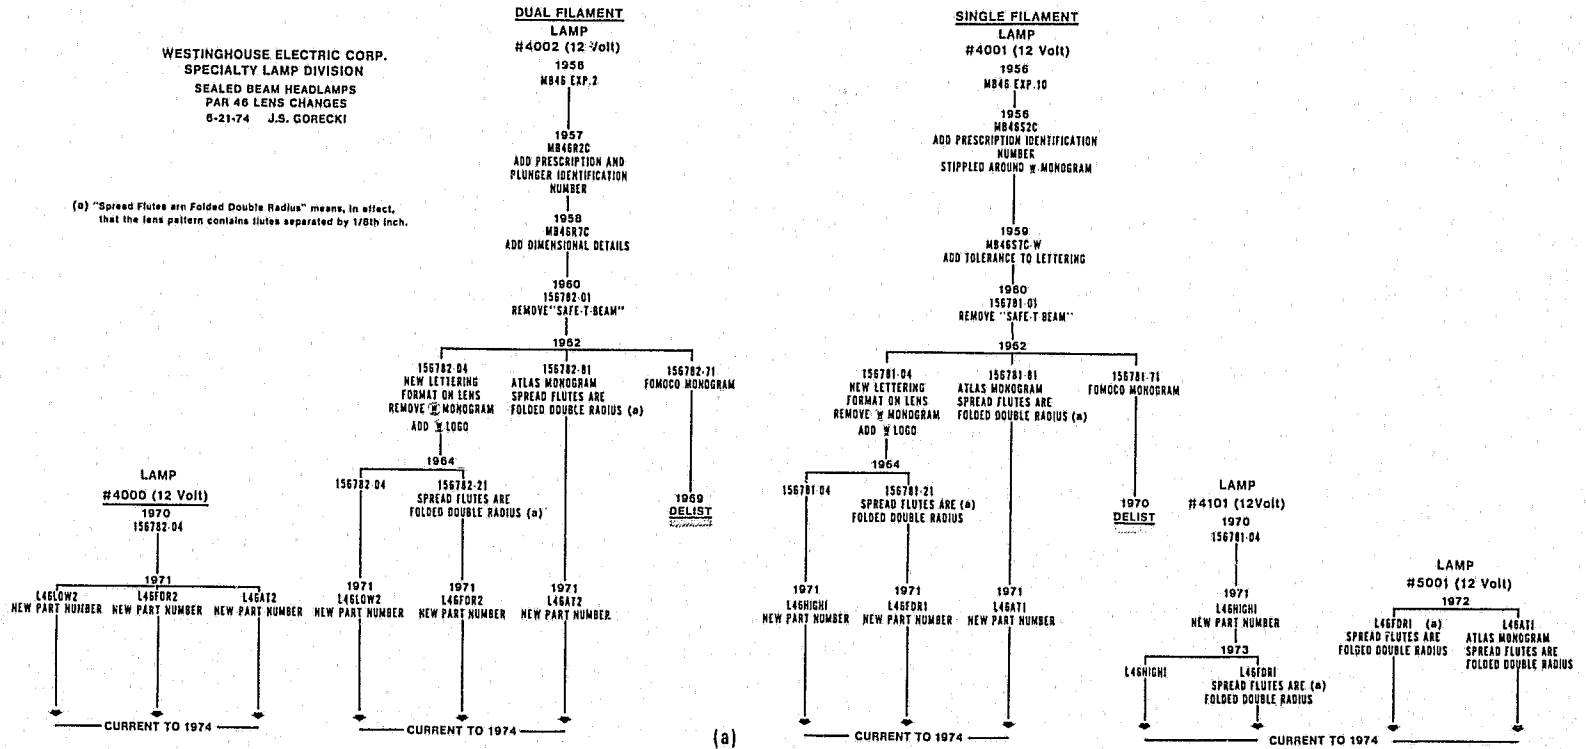 WESTINGHOUSE ELECTRIC CORP.
SPECIALTY LAMP DIVISION
SEALED BEAM HEADLAMPS
PAR 46 LENS CHANGES
6-21-74 J.S. GORECKI
(a) "Spread Flutes are Folded Double Radius" means, in effect,
that the lens pattern contains flutes separated by 1/8th inch.
DUAL FILAMENT
LAMP
#4002 (12 Volt)
1956
MB46 EXP.2
1957
MB46R2C
ADD PRESCRIPTION AND
PLUNGER IDENTIFICATION
NUMBER
1958
MB46R7C
ADD DIMENSIONAL DETAILS
1960
156782-01
REMOVE "SAFE-T-BEAM"
1962
156782-04
NEW LETTERING
FORMAT ON LENS
REMOVE W MONOGRAM
ADD W LOGO
156782-81
ATLAS MONOGRAM
SPREAD FLUTES ARE
FOLDED DOUBLE RADIUS (a)
156782-71
FOMOCO MONOGRAM
1969
DELIST
1964
156782-04
156782-21
SPREAD FLUTES ARE
FOLDED DOUBLE RADIUS (a)
1971
L46LOW2
NEW PART NUMBER
1971
L46FDR2
NEW PART NUMBER
1971
L46AT2
NEW PART NUMBER
CURRENT TO 1974
LAMP
#4000 (12 Volt)
1970
156782-04
1971
L46LOW2
NEW PART NUMBER
L46FDR2
NEW PART NUMBER
L46AT2
NEW PART NUMBER
CURRENT TO 1974
SINGLE FILAMENT
LAMP
#4001 (12 Volt)
1956
MB46 EXP.10
1956
MB46S2C
ADD PRESCRIPTION IDENTIFICATION
NUMBER
STIPPLED AROUND W MONOGRAM
1959
MB46S7C-W
ADD TOLERANCE TO LETTERING
1960
156781-01
REMOVE "SAFE-T BEAM"
1962
156781-04
NEW LETTERING
FORMAT ON LENS
REMOVE W MONOGRAM
ADD W LOGO
156781-81
ATLAS MONOGRAM
SPREAD FLUTES ARE
FOLDED DOUBLE RADIUS (a)
156781-71
FOMOCO MONOGRAM
1970
DELIST
1964
156781-04
156781-21
SPREAD FLUTES ARE (a)
FOLDED DOUBLE RADIUS
1971
L46HIGH1
NEW PART NUMBER
1971
L46FDR1
NEW PART NUMBER
1971
L46AT1
NEW PART NUMBER
CURRENT TO 1974
LAMP
#4101 (12Volt)
1970
156781-04
1971
L46HIGH1
NEW PART NUMBER
1973
L46HIGH1
L46FDR1
SPREAD FLUTES ARE (a)
FOLDED DOUBLE RADIUS
LAMP
#5001 (12 Volt)
1972
L46FDR1 (a)
SPREAD FLUTES ARE
FOLDED DOUBLE RADIUS
L46AT1
ATLAS MONOGRAM
SPREAD FLUTES ARE
FOLDED DOUBLE RADIUS
CURRENT TO 1974
(a)